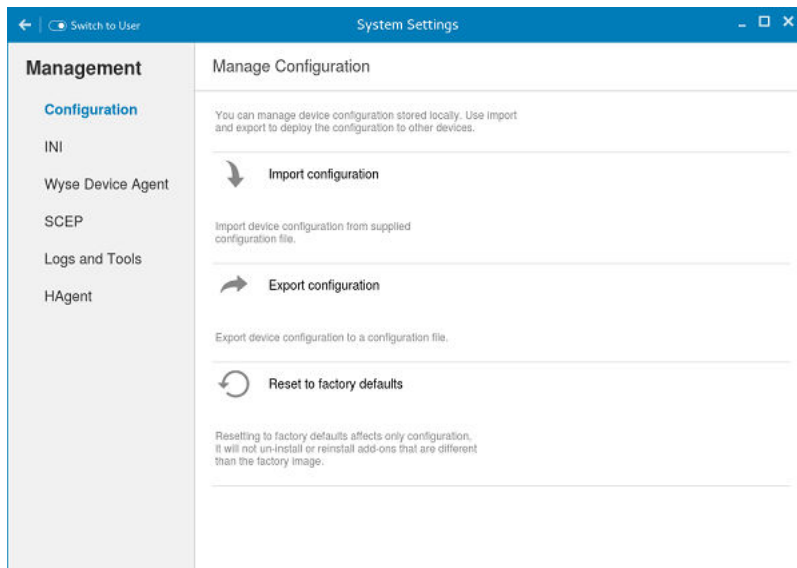 Switch to User
System Settings
Management
Configuration
INI
Wyse Device Agent
SCEP
Logs and Tools
HAgent
Manage Configuration
You can manage device configuration stored locally. Use import
and export to deploy the configuration to other devices.
Import configuration
Import device configuration from supplied
configuration file.
Export configuration
Export device configuration to a configuration file.
Reset to factory defaults
Resetting to factory defaults affects only configuration,
It will not un-install or reinstall add-ons that are different
than the factory image.